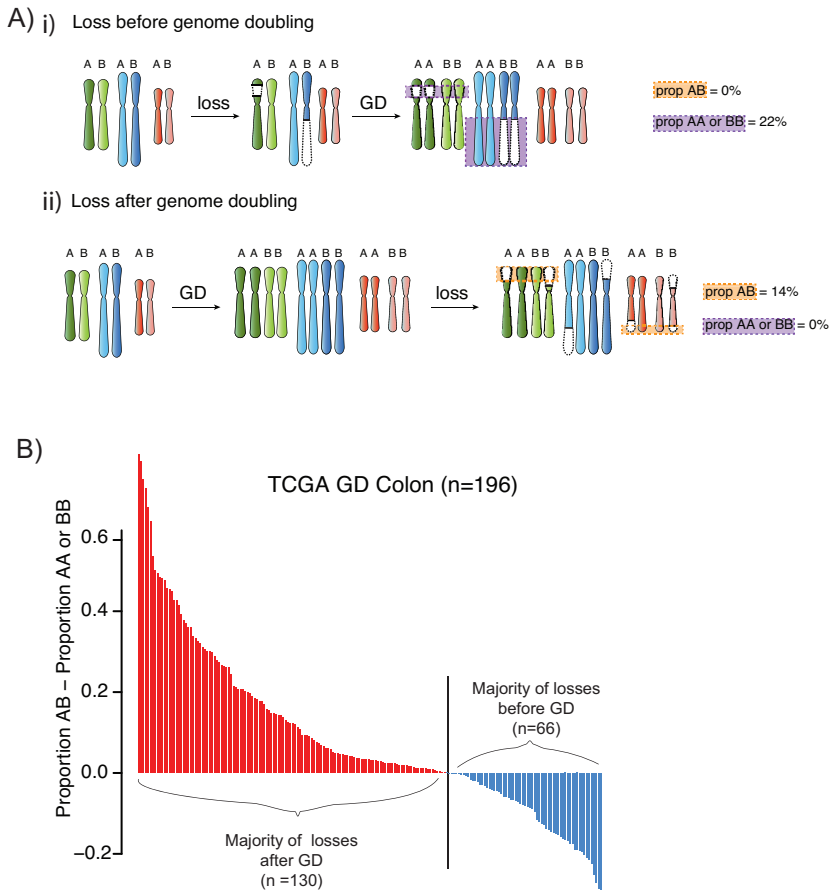 A) i) Loss before genome doubling
A B A B A B
loss
A B A B A B
GD
A A B B A A B B A A B B
prop AB = 0%
prop AA or BB = 22%
ii) Loss after genome doubling
A B A B A B
GD
A A B B A A B B A A B B
loss
A A B B A A B B A A B B
prop AB = 14%
prop AA or BB = 0%
B)
TCGA GD Colon (n=196)
Proportion AB – Proportion AA or BB
0.6
0.4
0.2
0.0
−0.2
Majority of losses
before GD
(n=66)
Majority of losses
after GD
(n =130)